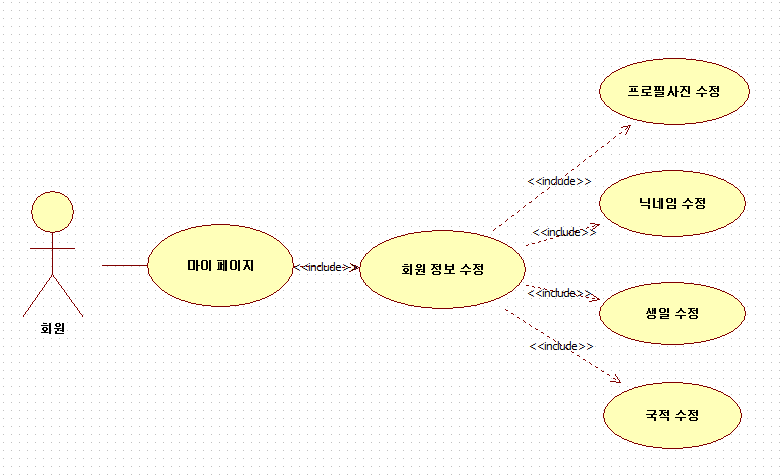 프로필사진 수정
<<include>>
닉네임 수정
<<include>>
마이 페이지
<<include>>
회원 정보 수정
<<include>>
생일 수정
회원
<<include>>
국적 수정